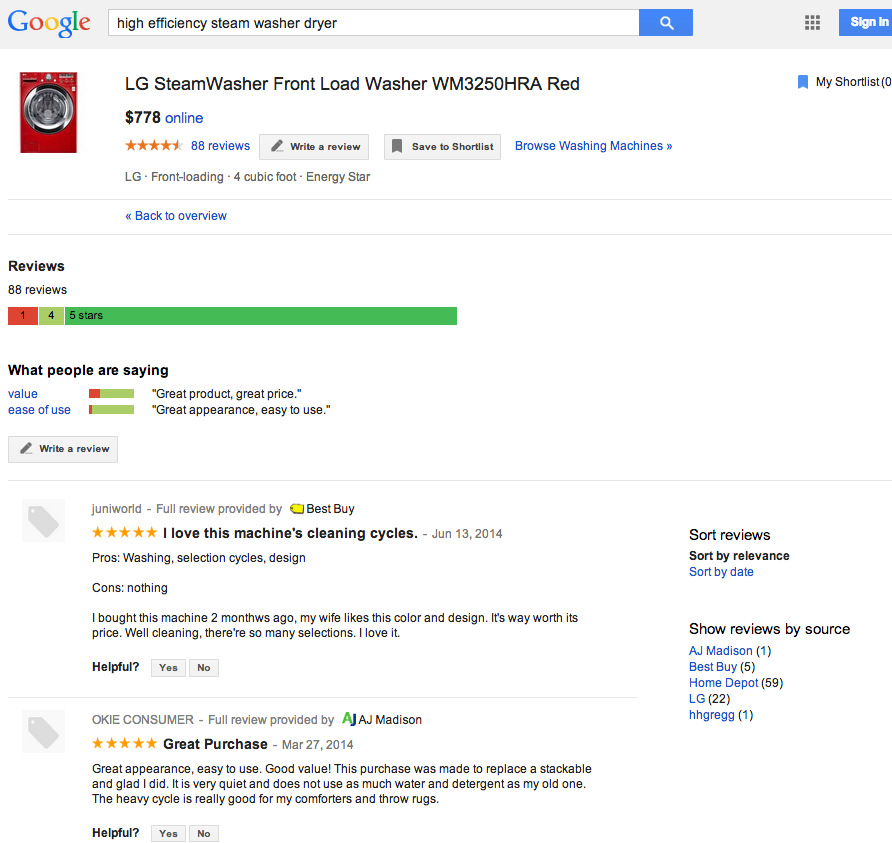 Google
high efficiency steam washer dryer
Sign in
LG SteamWasher Front Load Washer WM3250HRA Red
My Shortlist (0
$778 online
88 reviews
Write a review
Save to Shortlist
Browse Washing Machines »
LG · Front-loading · 4 cubic foot · Energy Star
« Back to overview
Reviews
88 reviews
1
4
5 stars
What people are saying
value
"Great product, great price."
ease of use
"Great appearance, easy to use."
Write a review
juniworld - Full review provided by Best Buy
I love this machine's cleaning cycles. - Jun 13, 2014
Pros: Washing, selection cycles, design
Cons: nothing
I bought this machine 2 monthws ago, my wife likes this color and design. It's way worth its
price. Well cleaning, there're so many selections. I love it.
Helpful? Yes No
OKIE CONSUMER - Full review provided by AJ AJ Madison
Great Purchase - Mar 27, 2014
Great appearance, easy to use. Good value! This purchase was made to replace a stackable
and glad I did. It is very quiet and does not use as much water and detergent as my old one.
The heavy cycle is really good for my comforters and throw rugs.
Helpful? Yes No
Sort reviews
Sort by relevance
Sort by date
Show reviews by source
AJ Madison (1)
Best Buy (5)
Home Depot (59)
LG (22)
hhgregg (1)